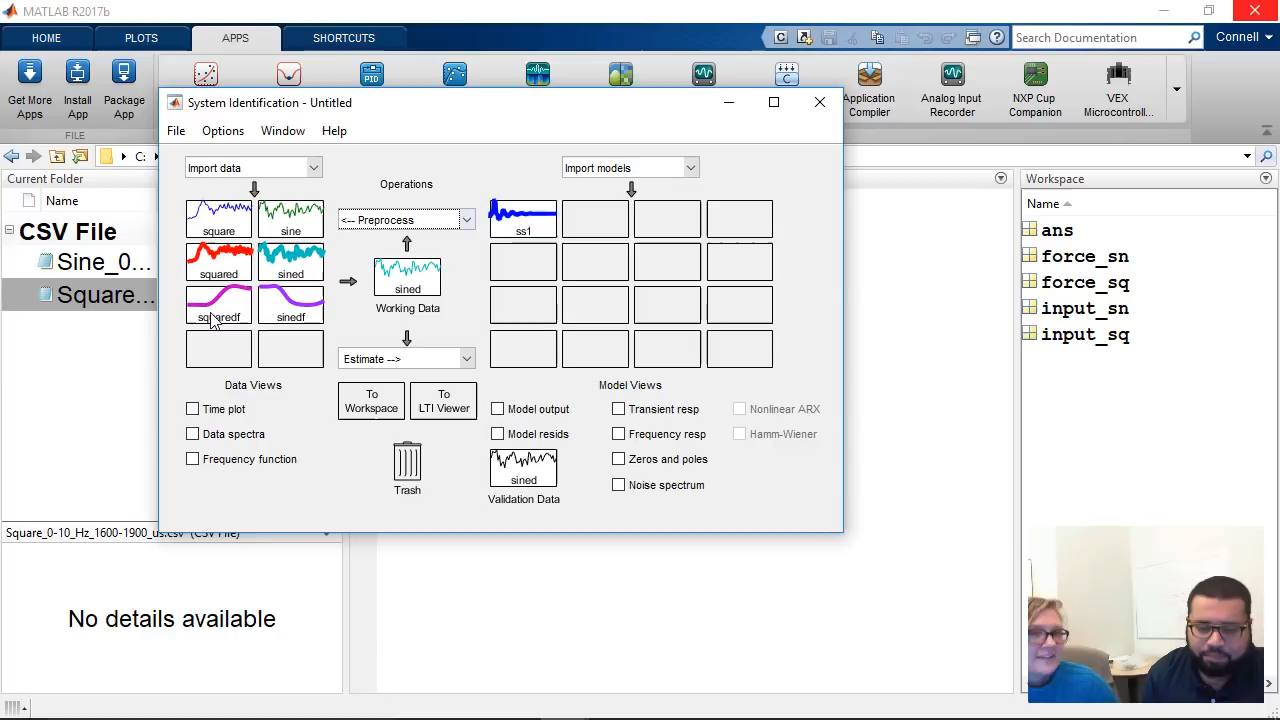 MATLAB R2017b
HOME
PLOTS
APPS
SHORTCUTS
Search Documentation
Connell
Get More Apps
Install App
Package App
FILE
PID
C
Application Compiler
Analog Input Recorder
NXP Cup Companion
VEX Microcontroll...
C:
Current Folder
Name
CSV File
Sine_0...
Square...
Square_0-10_Hz_1600-1900_us.csv (CSV File)
No details available
System Identification - Untitled
File Options Window Help
Import data
square
sine
squared
sined
squaredf
sinedf
Operations
<-- Preprocess
sined
Working Data
Estimate -->
Import models
ss1
Data Views
Time plot
Data spectra
Frequency function
To Workspace
To LTI Viewer
Trash
Model Views
Model output
Model resids
sined
Validation Data
Transient resp
Frequency resp
Zeros and poles
Noise spectrum
Nonlinear ARX
Hamm-Wiener
Workspace
Name
ans
force_sn
force_sq
input_sn
input_sq